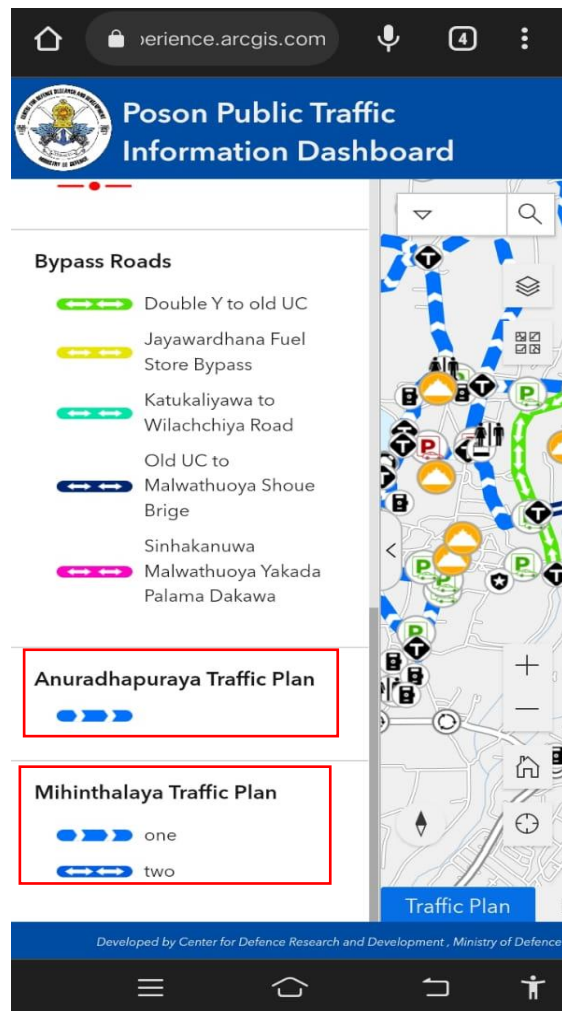 perience.arcgis.com
4
Poson Public Traffic
Information Dashboard
Bypass Roads
Double Y to old UC
Jayawardhana Fuel
Store Bypass
Katukaliyawa to
Wilachchiya Road
Old UC to
Malwathuoya Shoue
Brige
Sinhakanuwa
Malwathuoya Yakada
Palama Dakawa
Anuradhapuraya Traffic Plan
Mihinthalaya Traffic Plan
one
two
T
T
P
B
T
P
B
P
T
P
P
T
P
T
B
B
Traffic Plan
Developed by Center for Defence Research and Development , Ministry of Defence